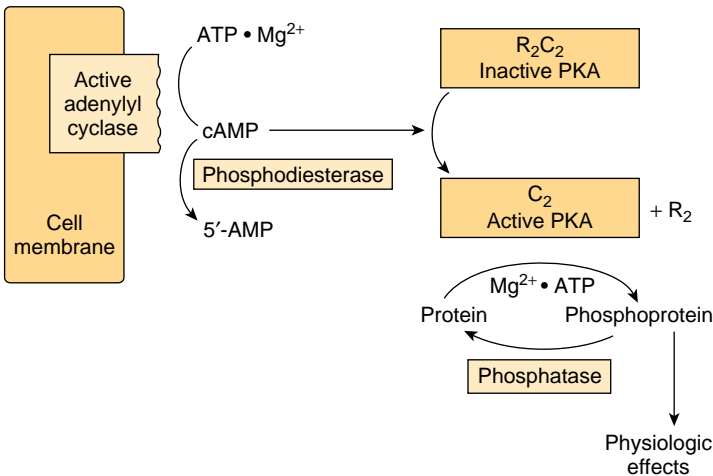 ATP • Mg²⁺
Active
adenylyl
cyclase
cAMP
Phosphodiesterase
5′-AMP
Cell
membrane
R₂C₂
Inactive PKA
C₂
Active PKA
+ R₂
Mg²⁺ • ATP
Protein
Phosphoprotein
Phosphatase
Physiologic
effects